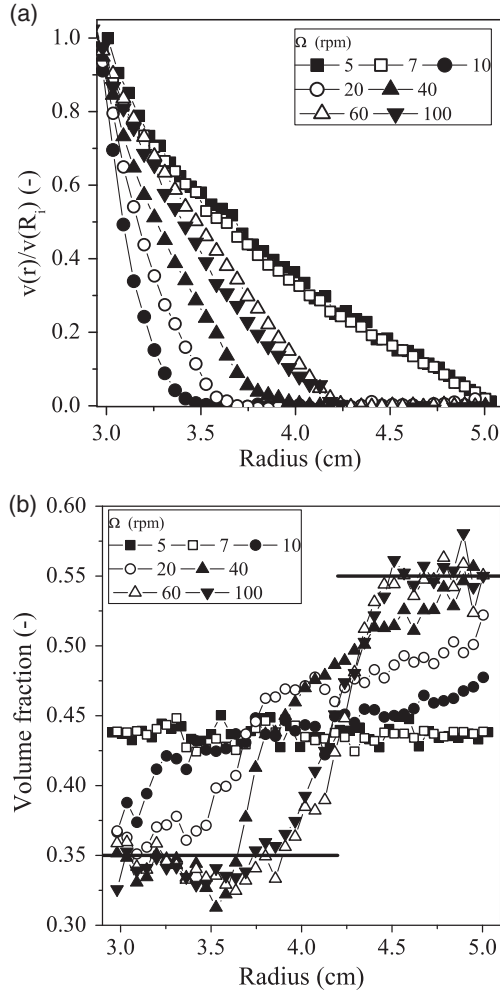 (a)
Ω (rpm)
5 7 10
20 40
60 100
1.0
0.8
0.6
0.4
0.2
0.0
v(r)/v(R_i) (-)
3.0 3.5 4.0 4.5 5.0
Radius (cm)
(b)
Ω (rpm)
5 7 10
20 40
60 100
0.60
0.55
0.50
0.45
0.40
0.35
0.30
Volume fraction (-)
3.0 3.5 4.0 4.5 5.0
Radius (cm)